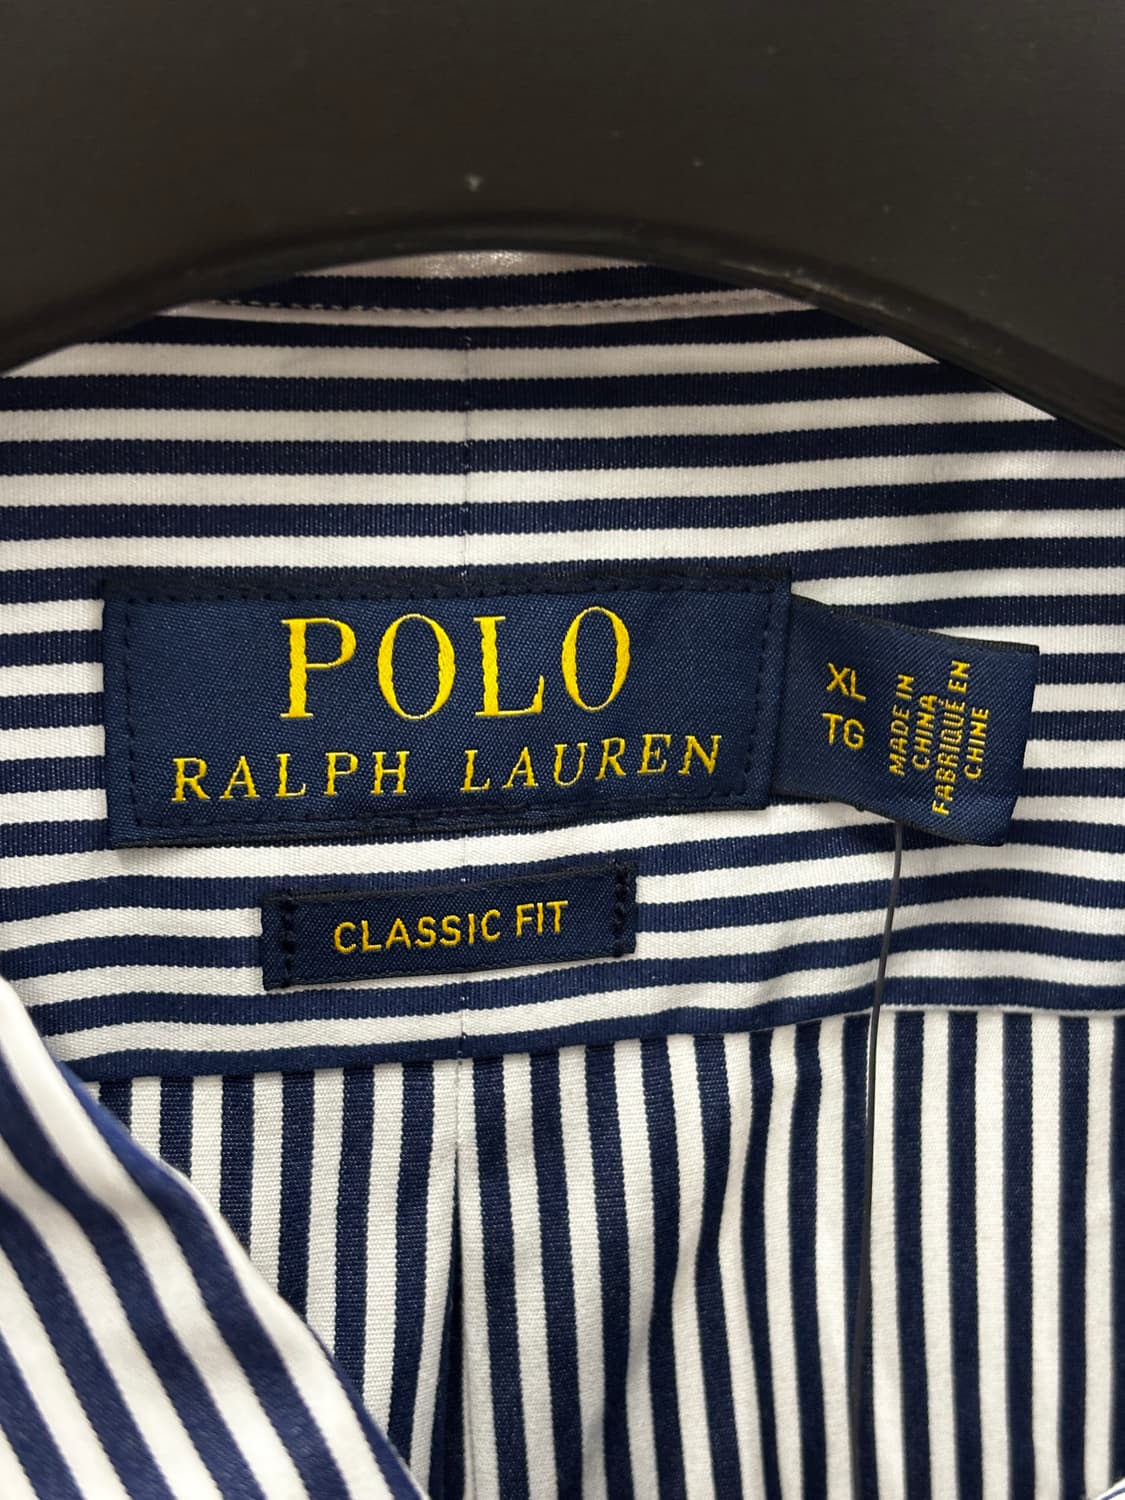 POLO
RALPH LAUREN
XL
TG
MADE IN
CHINA
FABRIQUÉ EN
CHINE
CLASSIC FIT